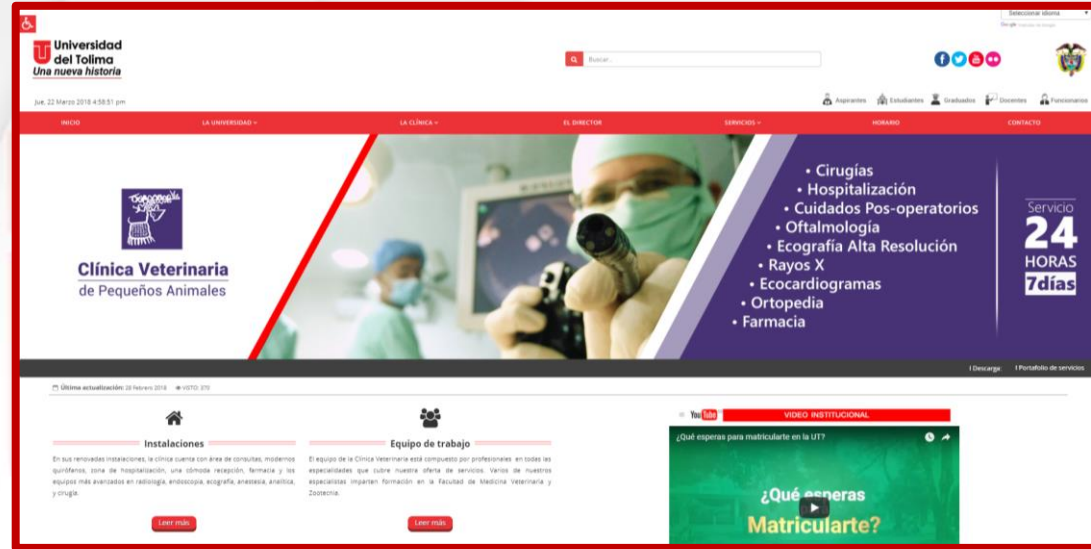 Seleccionar idioma
Universidad
del Tolima
Una nueva historia
Buscar...
Jue, 22 Marzo 2018 4:58:51 pm
Aspirantes Estudiantes Graduados Docentes Funcionarios
INICIO LA UNIVERSIDAD LA CLÍNICA EL DIRECTOR SERVICIOS HORARIO CONTACTO
Clínica Veterinaria
de Pequeños Animales
• Cirugías
• Hospitalización
• Cuidados Pos-operatorios
• Oftalmología
• Ecografía Alta Resolución
• Rayos X
• Ecocardiogramas
• Ortopedia
• Farmacia
Servicio
24
HORAS
7días
I Descarga: I Portafolio de servicios
Última actualización: 28 Febrero 2018 VISTO: 370
Instalaciones
En sus renovadas instalaciones, la clínica cuenta con área de consultas, modernos
quirófanos, zona de hospitalización, una cómoda recepción, farmacia y los
equipos más avanzados en radiología, endoscopia, ecografía, anestesia, analítica,
y cirugía.
Leer más
Equipo de trabajo
El equipo de la Clínica Veterinaria está compuesto por profesionales en todas las
especialidades que cubre nuestra oferta de servicios. Varios de nuestros
especialistas imparten formación en la Facultad de Medicina Veterinaria y
Zootecnia.
Leer más
YouTube VIDEO INSTITUCIONAL
¿Qué esperas para matricularte en la UT?
¿Qué esperas
Matricularte?